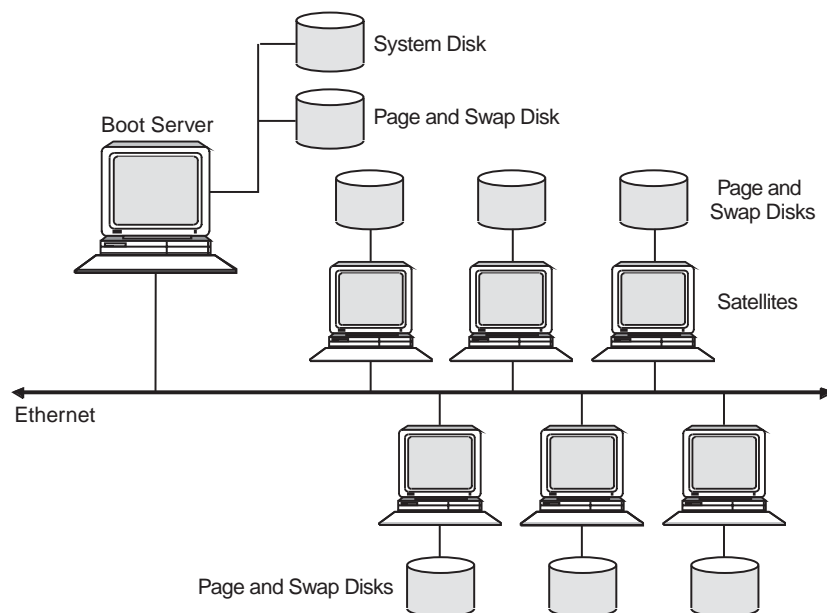 System Disk
Page and Swap Disk
Boot Server
Page and
Swap Disks
Satellites
Ethernet
Page and Swap Disks